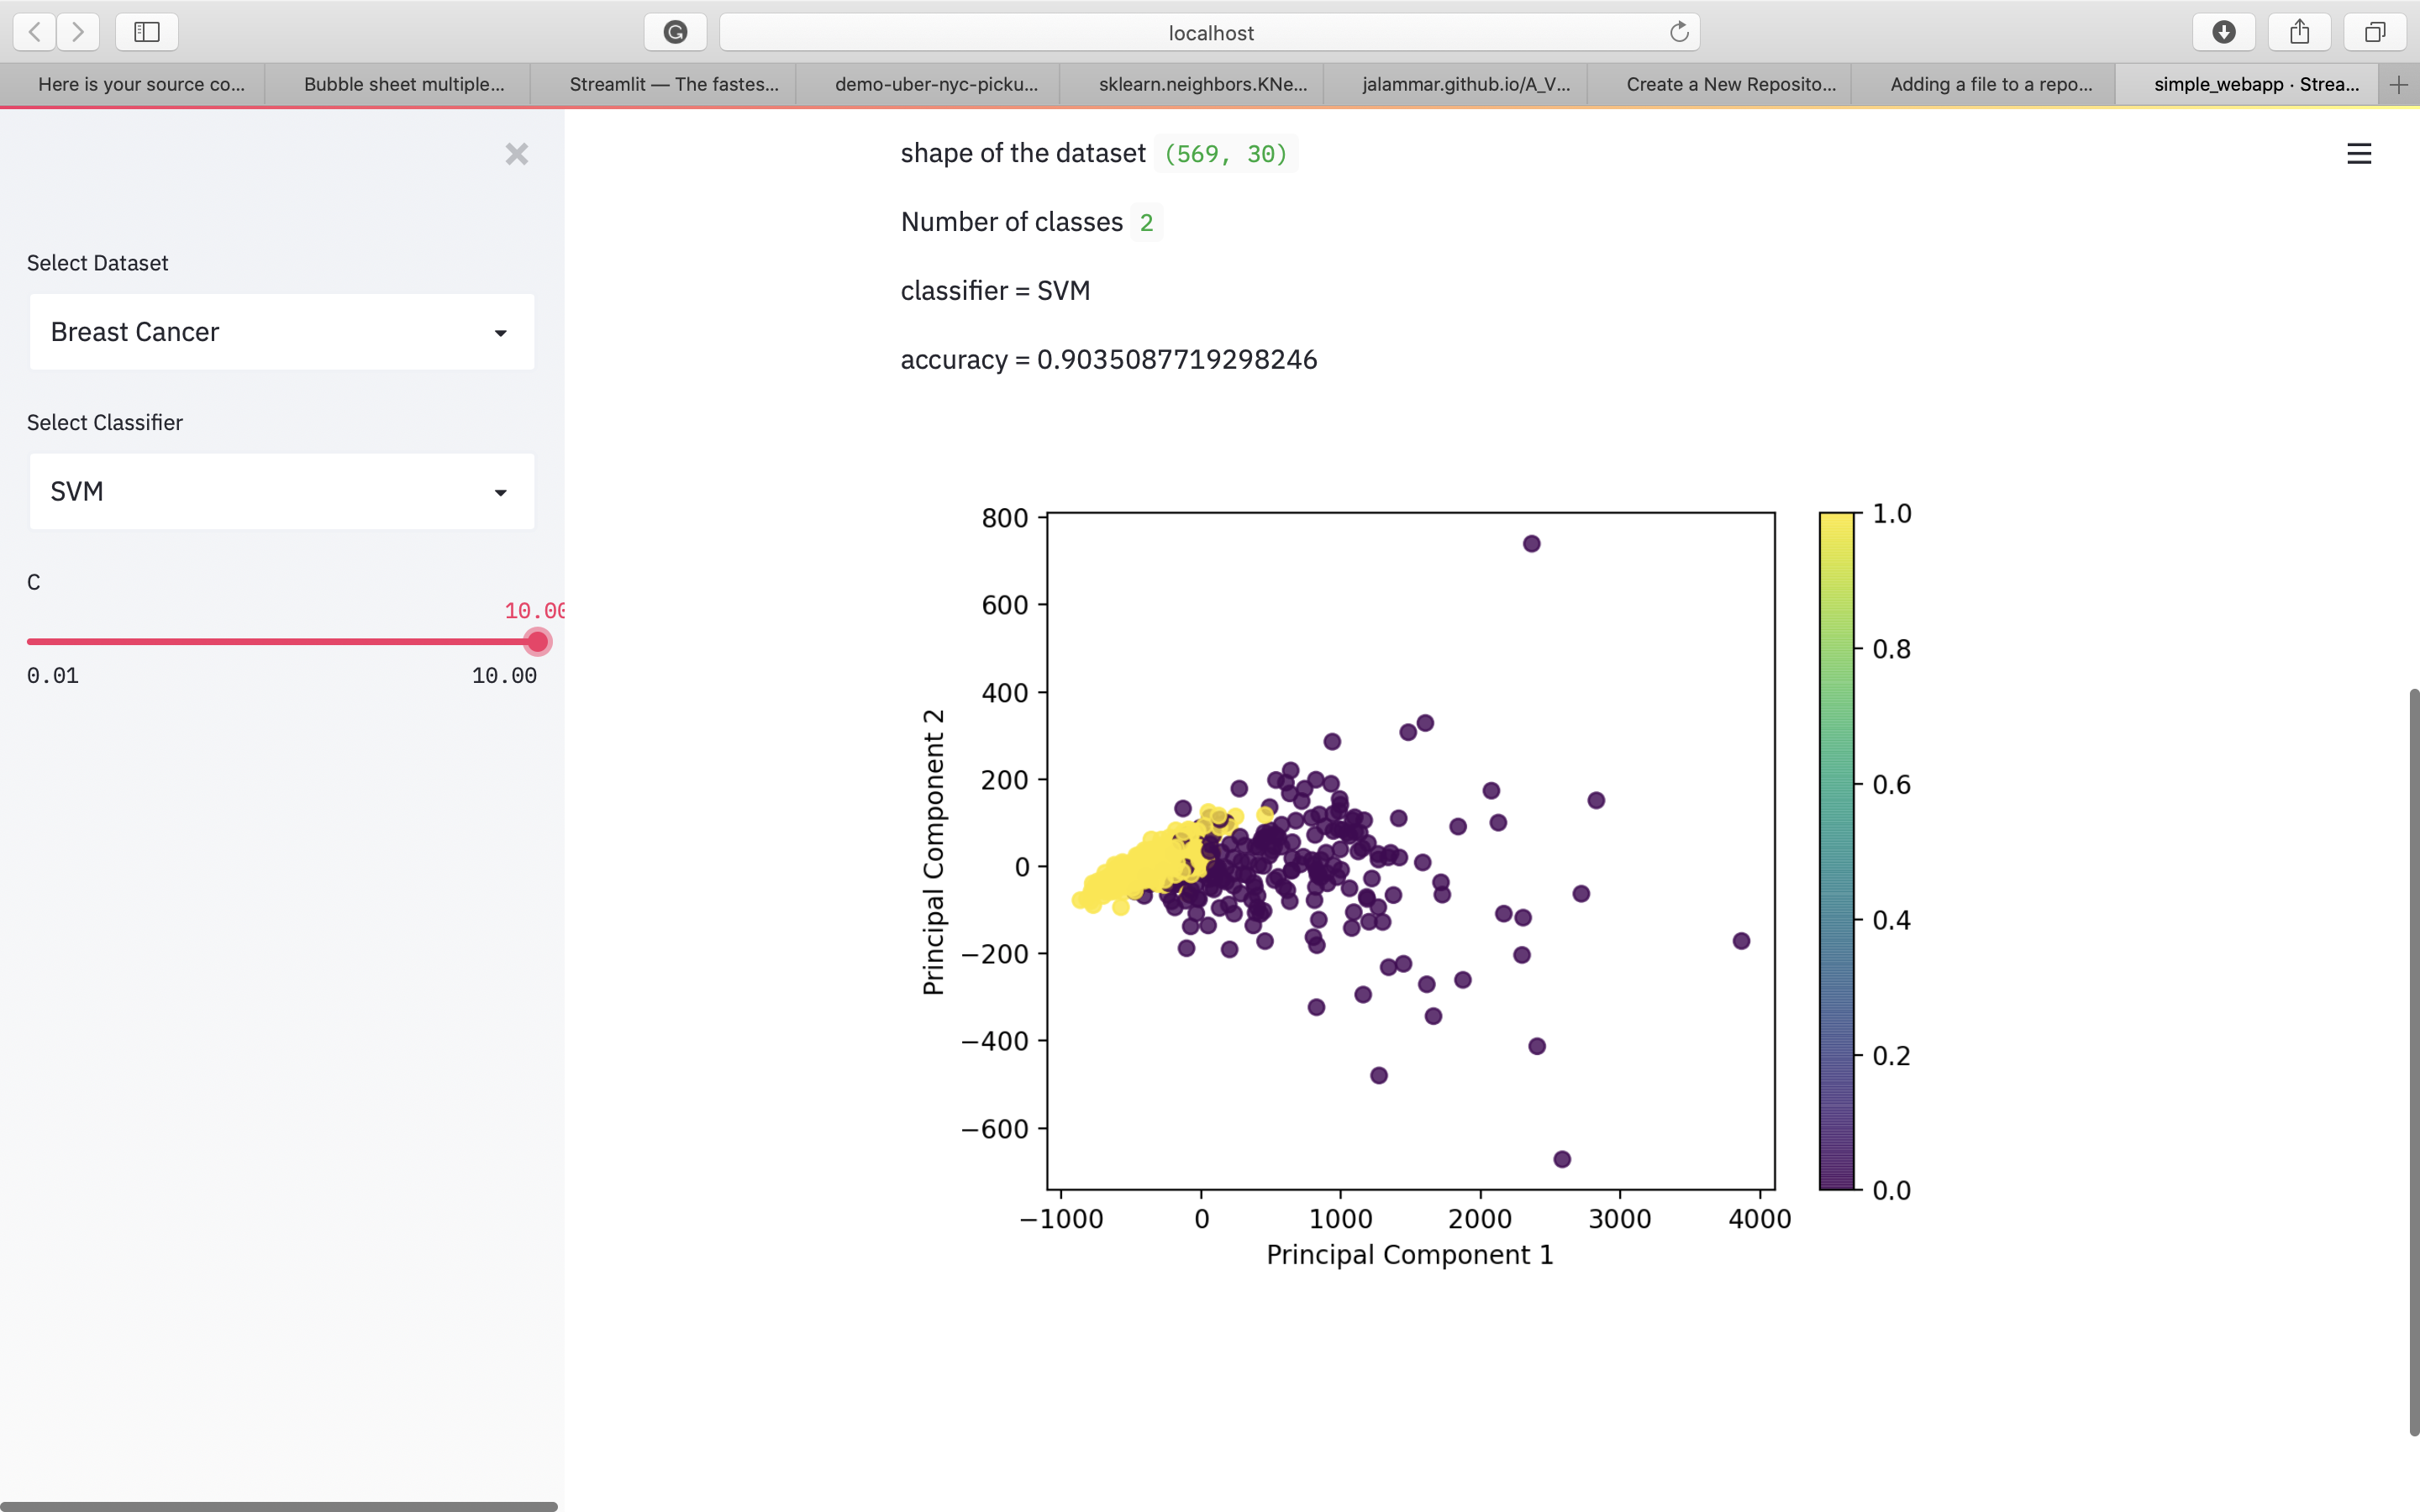 localhost
Here is your source co...
Bubble sheet multiple...
Streamlit — The fastes...
demo-uber-nyc-picku...
sklearn.neighbors.KNe...
jalammar.github.io/A_V...
Create a New Reposito...
Adding a file to a repo...
simple_webapp · Strea...
Select Dataset
Breast Cancer
Select Classifier
SVM
C
10.00
0.01 10.00
shape of the dataset (569, 30)
Number of classes 2
classifier = SVM
accuracy = 0.9035087719298246
800
600
400
200
0
−200
−400
−600
Principal Component 2
−1000 0 1000 2000 3000 4000
Principal Component 1
1.0
0.8
0.6
0.4
0.2
0.0